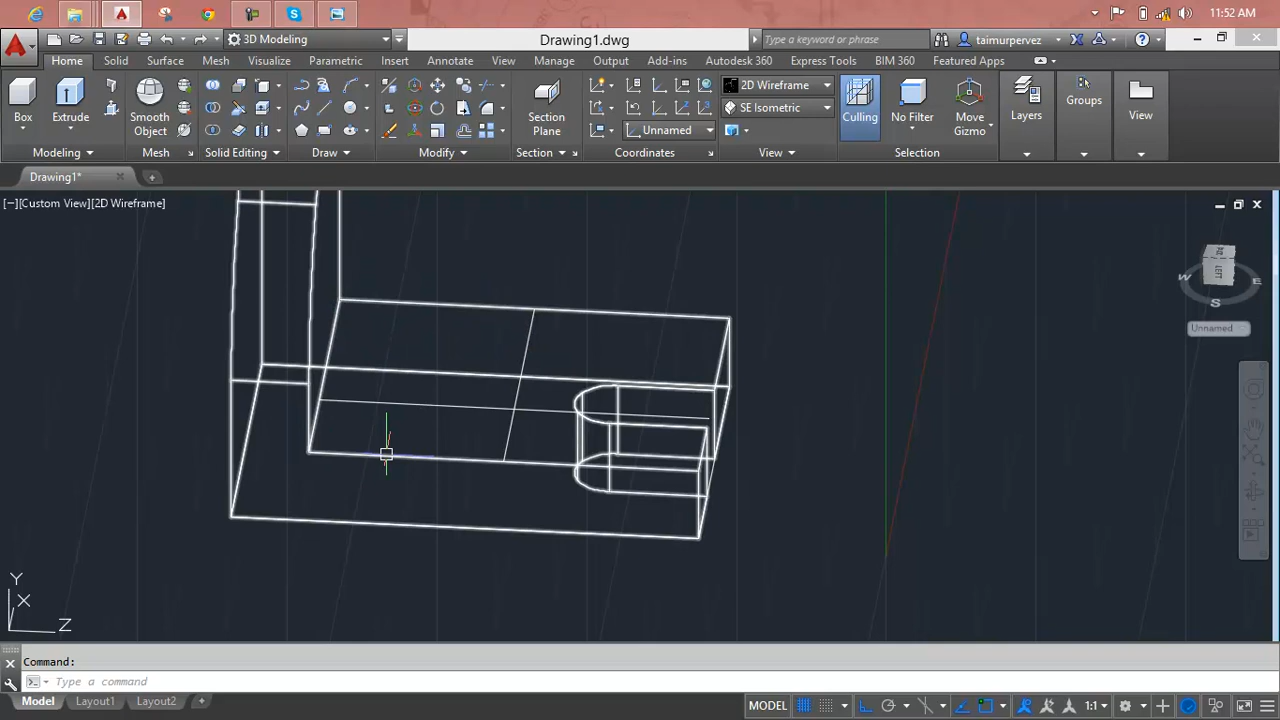 11:52 AM
3D Modeling
Drawing1.dwg
Type a keyword or phrase
taimurpervez
Home Solid Surface Mesh Visualize Parametric Insert Annotate View Manage Output Add-ins Autodesk 360 Express Tools BIM 360 Featured Apps
2D Wireframe
SE Isometric
Unnamed
Box Extrude Smooth Object Section Plane Culling No Filter Move Gizmo Layers Groups View
Modeling Mesh Solid Editing Draw Modify Section Coordinates View Selection
Drawing1*
[−][Custom View][2D Wireframe]
LEFT
W E
S
Unnamed
Y
X
Z
Command:
Type a command
Model Layout1 Layout2
MODEL 1:1